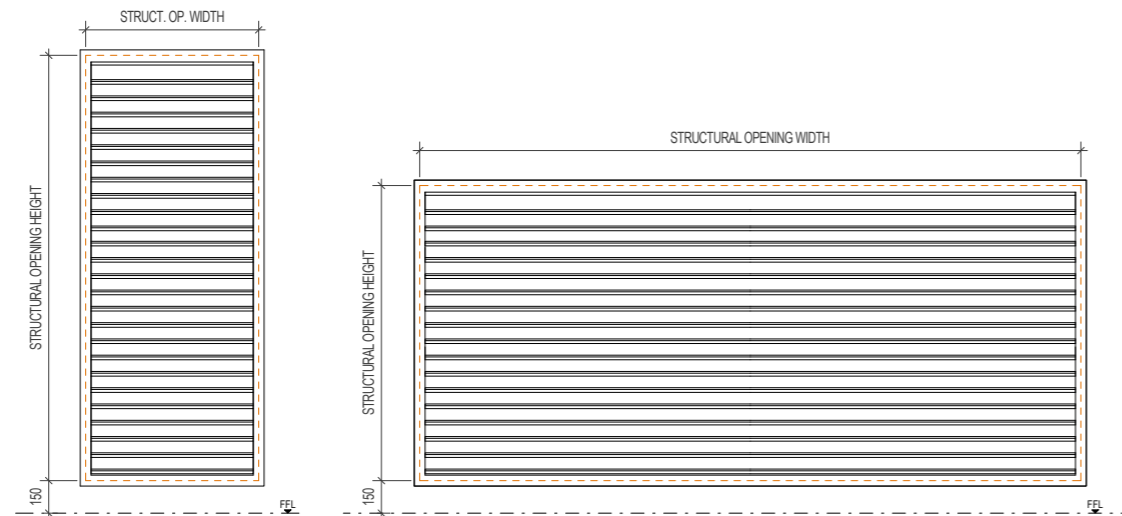 STRUCT. OP. WIDTH
STRUCTURAL OPENING HEIGHT
150
FFL
STRUCTURAL OPENING WIDTH
STRUCTURAL OPENING HEIGHT
150
FFL